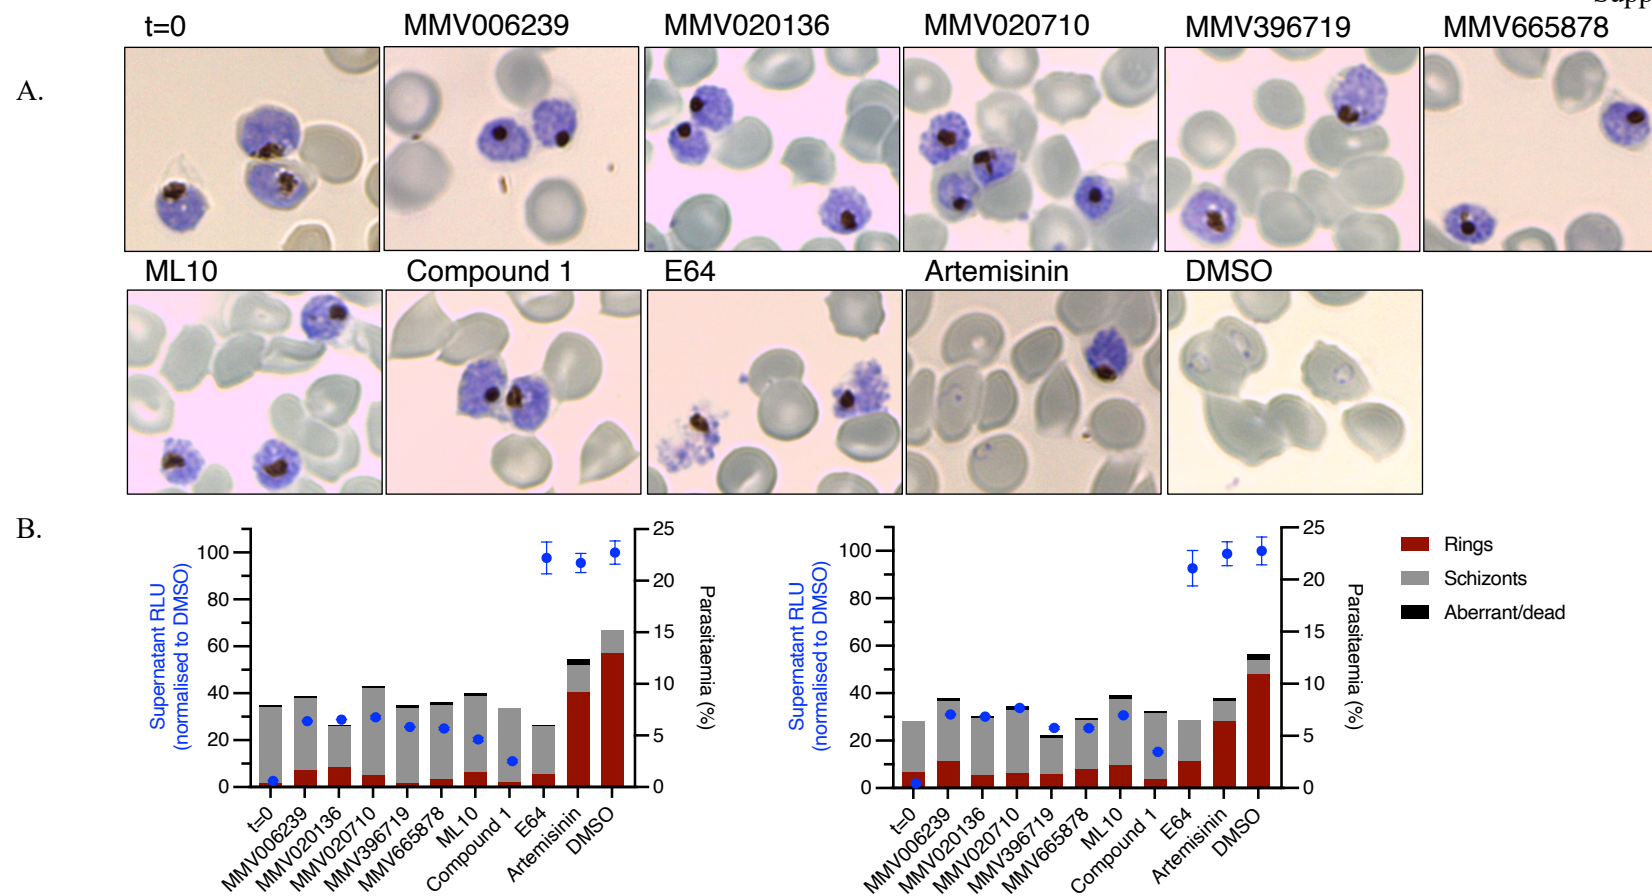 Supp
t=0 MMV006239 MMV020136 MMV020710 MMV396719 MMV665878
A.
ML10 Compound 1 E64 Artemisinin DMSO
B.
Supernatant RLU
(normalised to DMSO)
100
80
60
40
20
0
25
20
15
10
5
0
Parasitaemia (%)
t=0
MMV006239
MMV020136
MMV020710
MMV396719
MMV665878
ML10
Compound 1
E64
Artemisinin
DMSO
Supernatant RLU
(normalised to DMSO)
100
80
60
40
20
0
25
20
15
10
5
0
Parasitaemia (%)
t=0
MMV006239
MMV020136
MMV020710
MMV396719
MMV665878
ML10
Compound 1
E64
Artemisinin
DMSO
Rings
Schizonts
Aberrant/dead